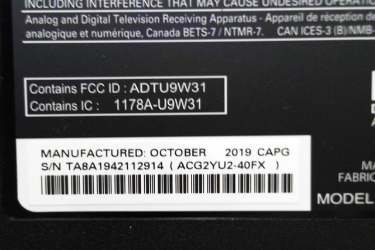 INCLUDING INTERFERENCE THAT MAY CAUSE UNDESIRED OPERATION
Analog and Digital Television Receiving Apparatus - Appareil de réception de
analogique et numérique, Canada BETS-7 / NTMR-7. CAN ICES-3 (B)/NMB-
Contains FCC ID : ADTU9W31
Contains IC : 1178A-U9W31
MANUFACTURED: OCTOBER 2019 CAPG
S/N TA8A1942112914 ( ACG2YU2-40FX )
MA
FABRIC
MODEL